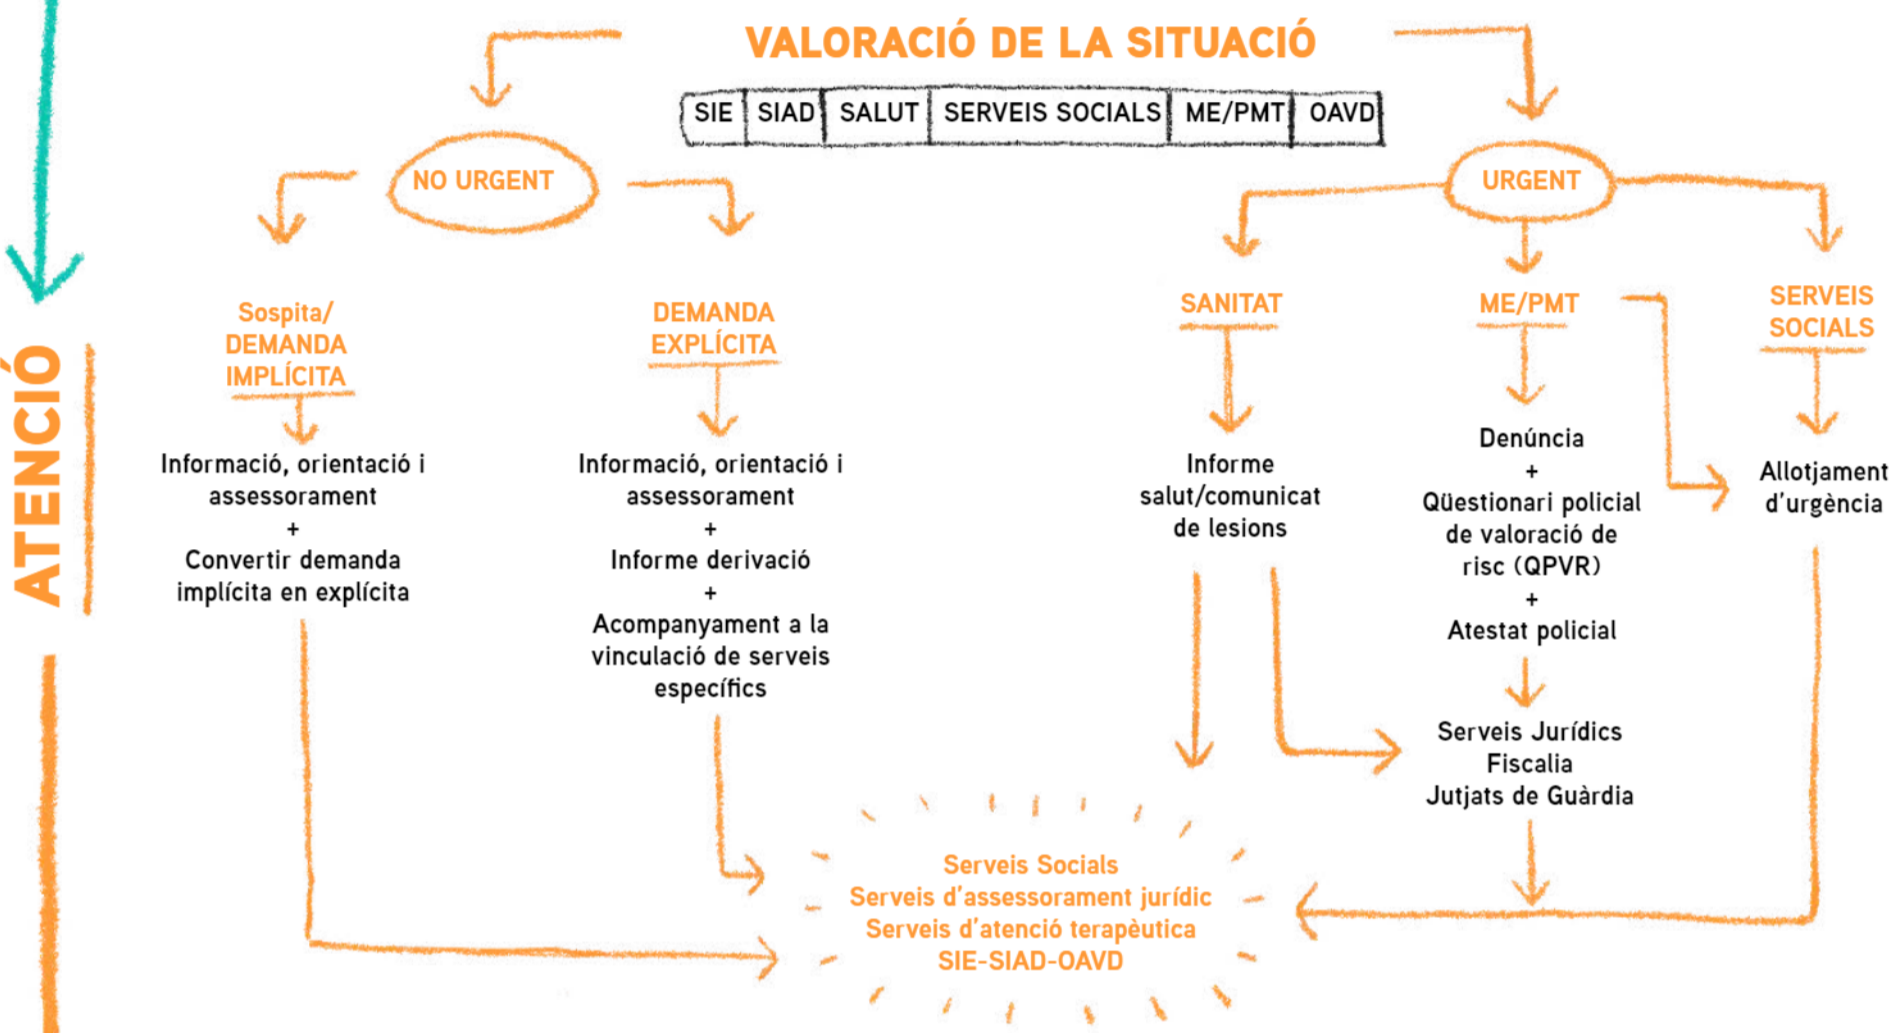 VALORACIÓ DE LA SITUACIÓ
SIE SIAD SALUT SERVEIS SOCIALS ME/PMT OAVD
NO URGENT
URGENT
ATENCIÓ
Sospita/
DEMANDA
IMPLÍCITA
Informació, orientació i
assessorament
+
Convertir demanda
implícita en explícita
DEMANDA
EXPLÍCITA
Informació, orientació i
assessorament
+
Informe derivació
+
Acompanyament a la
vinculació de serveis
específics
SANITAT
Informe
salut/comunicat
de lesions
ME/PMT
Denúncia
+
Qüestionari policial
de valoració de
risc (QPVR)
+
Atestat policial
Serveis Jurídics
Fiscalia
Jutjats de Guàrdia
SERVEIS
SOCIALS
Allotjament
d'urgència
Serveis Socials
Serveis d'assessorament jurídic
Serveis d'atenció terapèutica
SIE-SIAD-OAVD